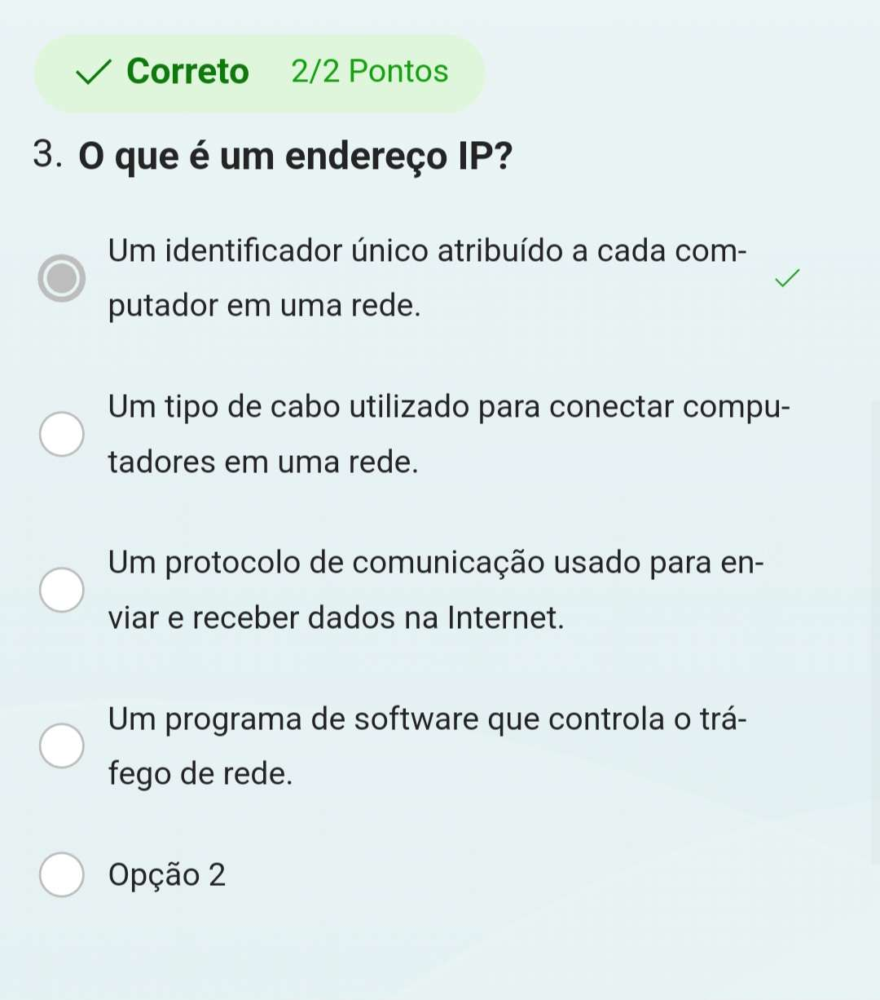 Correto 2/2 Pontos
3. O que é um endereço IP?
Um identificador único atribuído a cada com-
putador em uma rede.
Um tipo de cabo utilizado para conectar compu-
tadores em uma rede.
Um protocolo de comunicação usado para en-
viar e receber dados na Internet.
Um programa de software que controla o trá-
fego de rede.
Opção 2